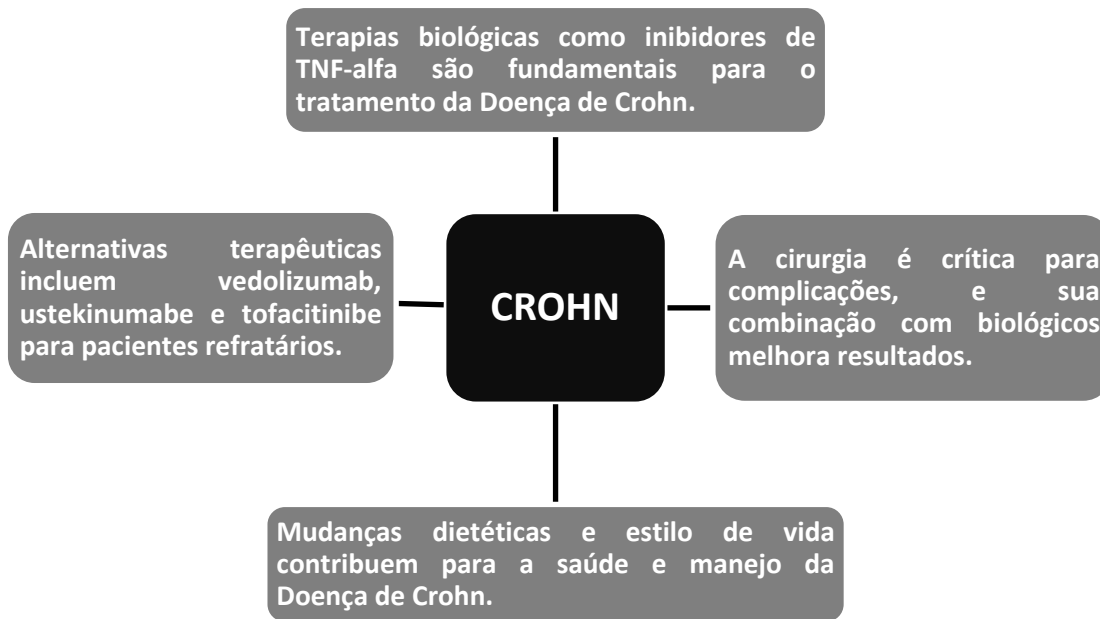 Terapias biológicas como inibidores de
TNF-alfa são fundamentais para o
tratamento da Doença de Crohn.
Alternativas terapêuticas
incluem vedolizumab,
ustekinumabe e tofacitinibe
para pacientes refratários.
CROHN
A cirurgia é crítica para
complicações, e sua
combinação com biológicos
melhora resultados.
Mudanças dietéticas e estilo de vida
contribuem para a saúde e manejo da
Doença de Crohn.